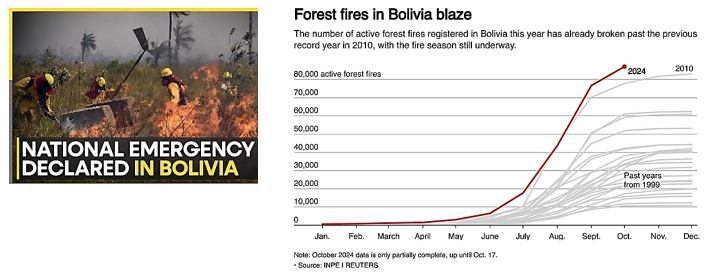 NATIONAL EMERGENCY
DECLARED IN BOLIVIA
Forest fires in Bolivia blaze
The number of active forest fires registered in Bolivia this year has already broken past the previous
record year in 2010, with the fire season still underway.
80,000 active forest fires
2024
2010
70,000
60,000
50,000
40,000
30,000
Past years
from 1999
20,000
10,000
0
Jan. Feb. March April May June July Aug. Sept. Oct. Nov. Dec.
Note: October 2024 data is only partially complete, up until Oct. 17.
• Source: INPE I REUTERS